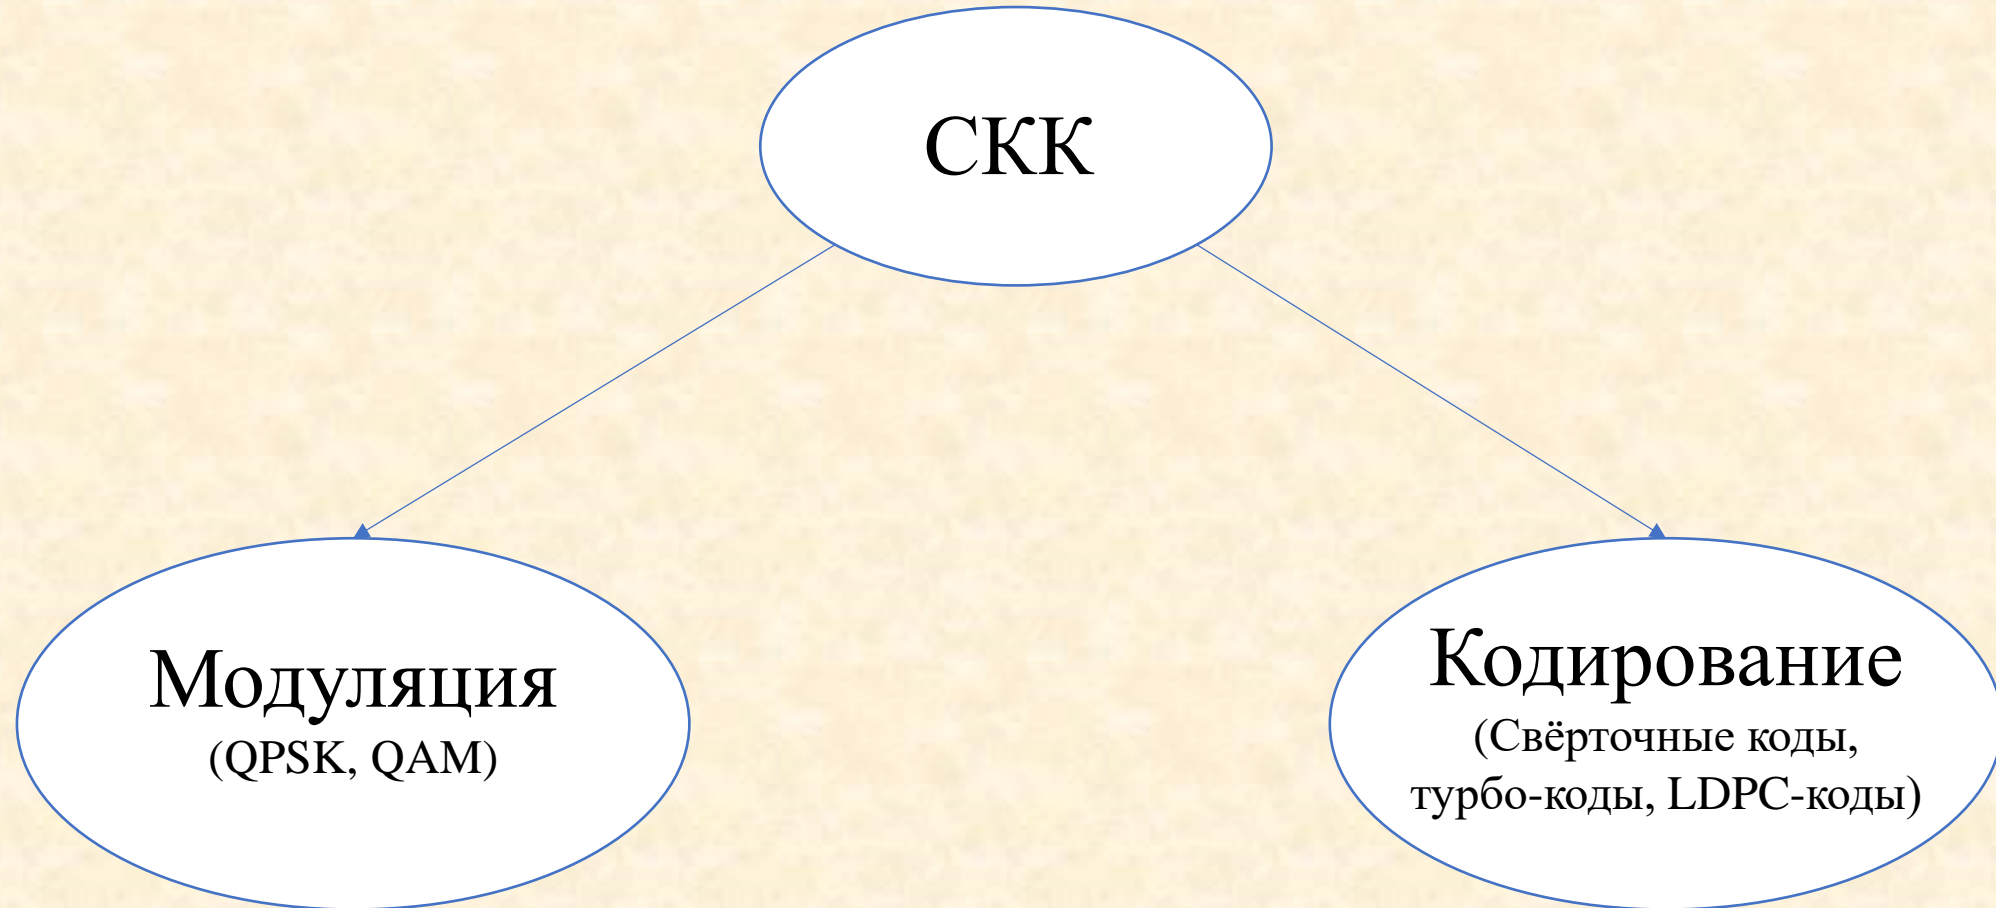 СКК
Модуляция
(QPSK, QAM)
Кодирование
(Свёрточные коды,
турбо-коды, LDPC-коды)